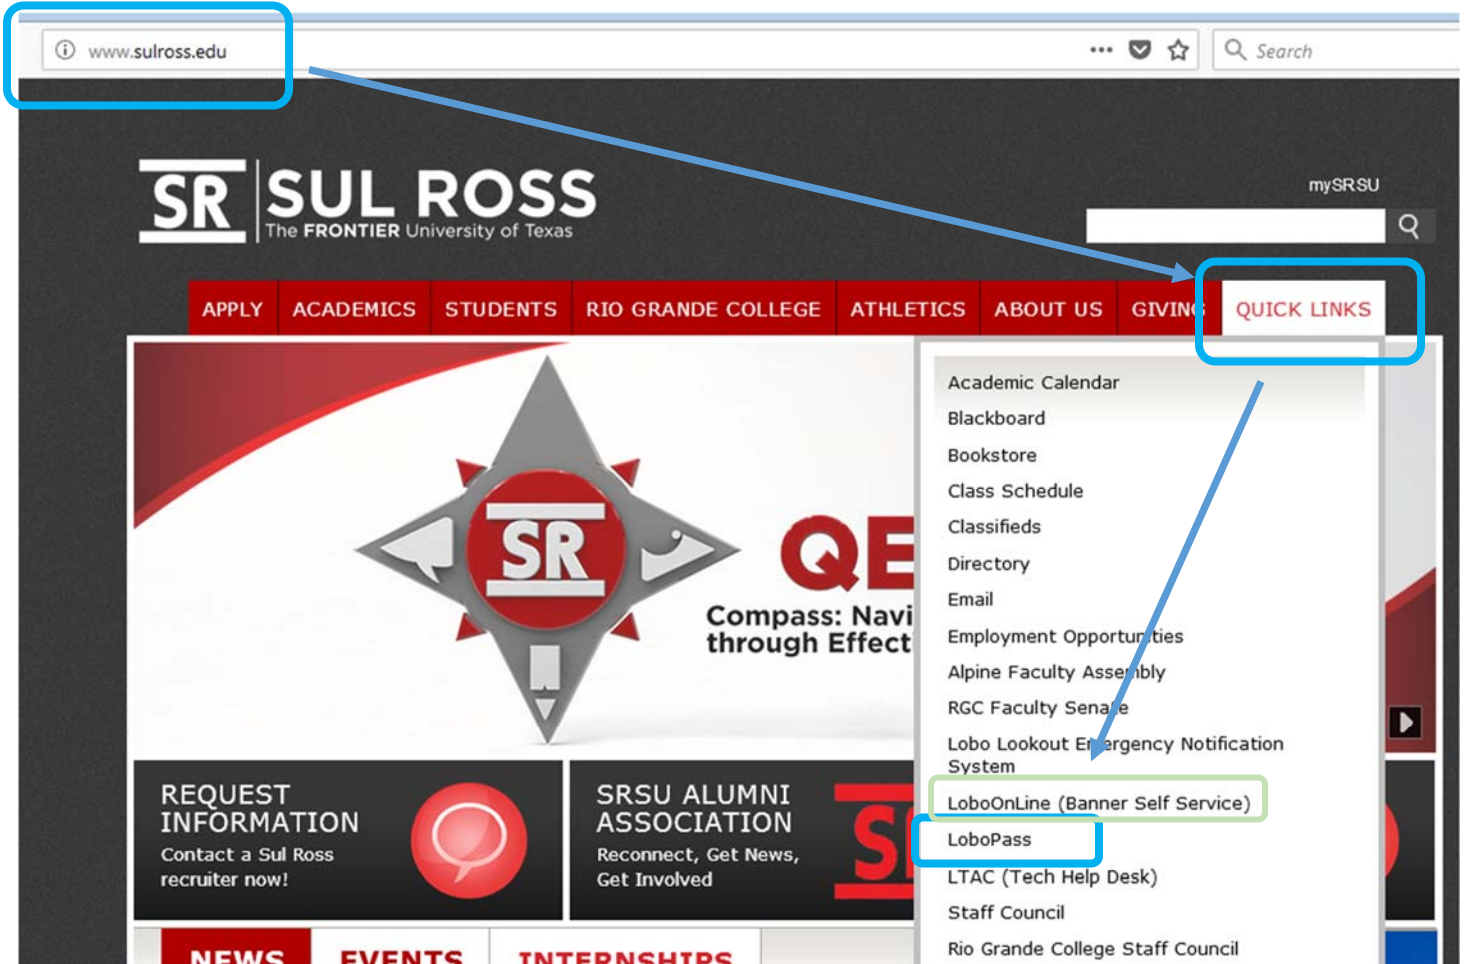 www.sulross.edu
Search
SR
SUL ROSS
The FRONTIER University of Texas
mySRSU
APPLY
ACADEMICS
STUDENTS
RIO GRANDE COLLEGE
ATHLETICS
ABOUT US
GIVING
QUICK LINKS
SR
QE
Compass: Navi
through Effect
Academic Calendar
Blackboard
Bookstore
Class Schedule
Classifieds
Directory
Email
Employment Opportunities
Alpine Faculty Assembly
RGC Faculty Senate
Lobo Lookout Emergency Notification
System
LoboOnLine (Banner Self Service)
LoboPass
LTAC (Tech Help Desk)
Staff Council
Rio Grande College Staff Council
REQUEST
INFORMATION
Contact a Sul Ross
recruiter now!
SRSU ALUMNI
ASSOCIATION
Reconnect, Get News,
Get Involved
S
NEWS
EVENTS
INTERNSHIPS